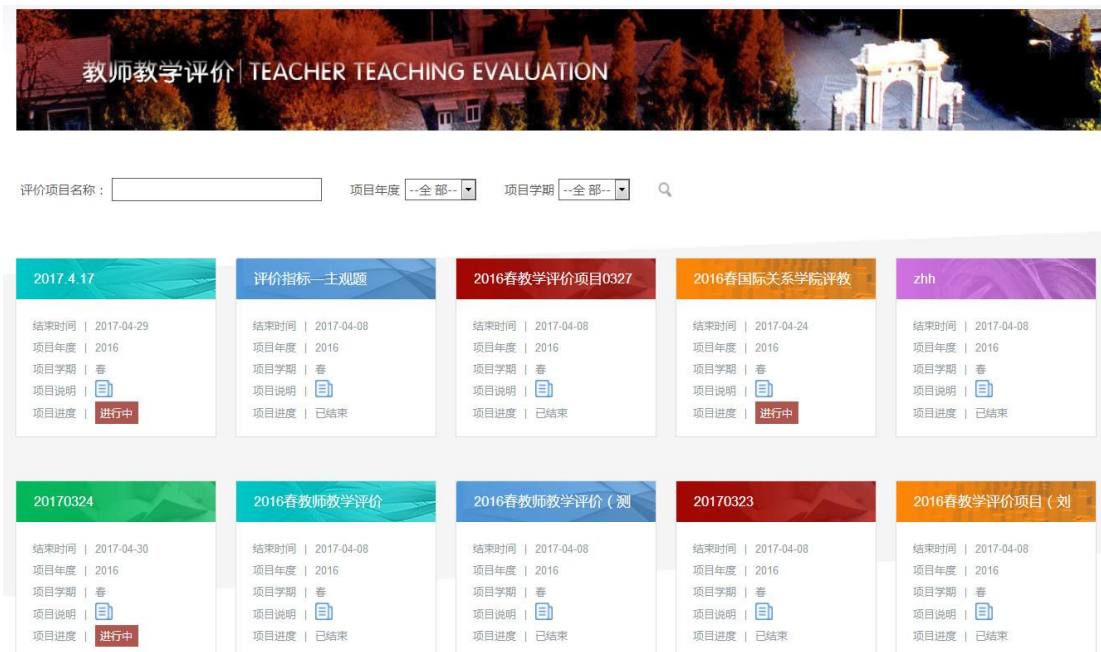 教师教学评价 | TEACHER TEACHING EVALUATION
评价项目名称： 项目年度 --全 部-- 项目学期 --全 部--
2017.4.17
结束时间 | 2017-04-29
项目年度 | 2016
项目学期 | 春
项目说明 |
项目进度 | 进行中
评价指标—主观题
结束时间 | 2017-04-08
项目年度 | 2016
项目学期 | 春
项目说明 |
项目进度 | 已结束
2016春教学评价项目0327
结束时间 | 2017-04-08
项目年度 | 2016
项目学期 | 春
项目说明 |
项目进度 | 已结束
2016春国际关系学院评教
结束时间 | 2017-04-24
项目年度 | 2016
项目学期 | 春
项目说明 |
项目进度 | 进行中
zhh
结束时间 | 2017-04-08
项目年度 | 2016
项目学期 | 春
项目说明 |
项目进度 | 已结束
20170324
结束时间 | 2017-04-30
项目年度 | 2016
项目学期 | 春
项目说明 |
项目进度 | 进行中
2016春教师教学评价
结束时间 | 2017-04-08
项目年度 | 2016
项目学期 | 春
项目说明 |
项目进度 | 已结束
2016春教师教学评价（测
结束时间 | 2017-04-08
项目年度 | 2016
项目学期 | 春
项目说明 |
项目进度 | 已结束
20170323
结束时间 | 2017-04-08
项目年度 | 2016
项目学期 | 春
项目说明 |
项目进度 | 已结束
2016春教学评价项目（刘
结束时间 | 2017-04-08
项目年度 | 2016
项目学期 | 春
项目说明 |
项目进度 | 已结束